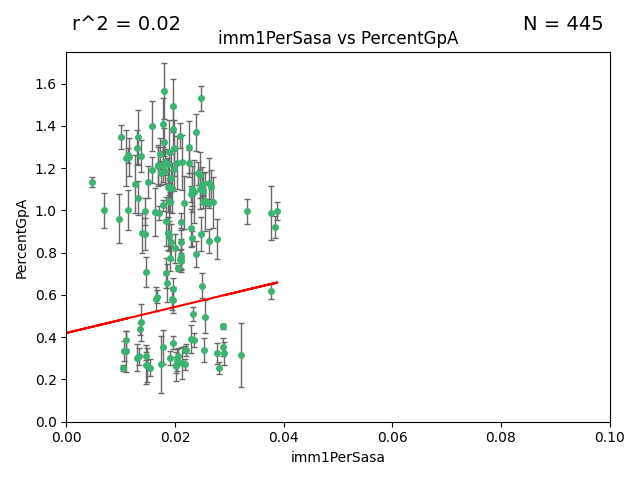 r^2 = 0.02
N = 445
imm1PerSasa vs PercentGpA
PercentGpA
1.6
1.4
1.2
1.0
0.8
0.6
0.4
0.2
0.0
0.00 0.02 0.04 0.06 0.08 0.10
imm1PerSasa